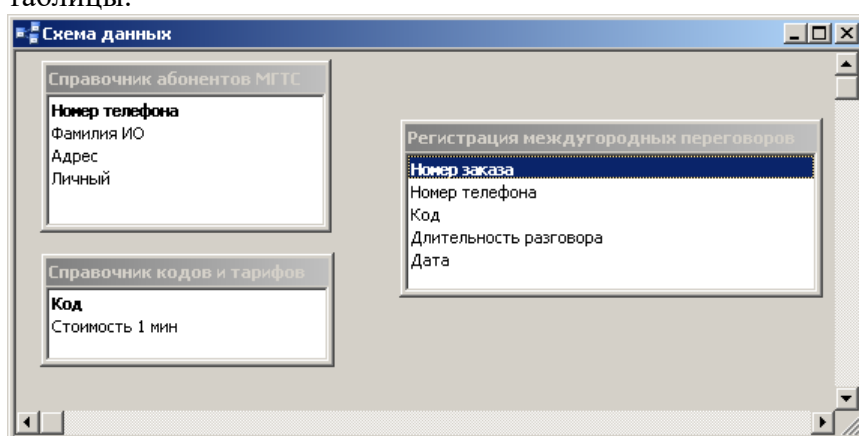 таблицы.
Схема данных
Справочник абонентов МГТС
Номер телефона
Фамилия ИО
Адрес
Личный
Регистрация междугородных переговоров
Номер заказа
Номер телефона
Код
Длительность разговора
Дата
Справочник кодов и тарифов
Код
Стоимость 1 мин